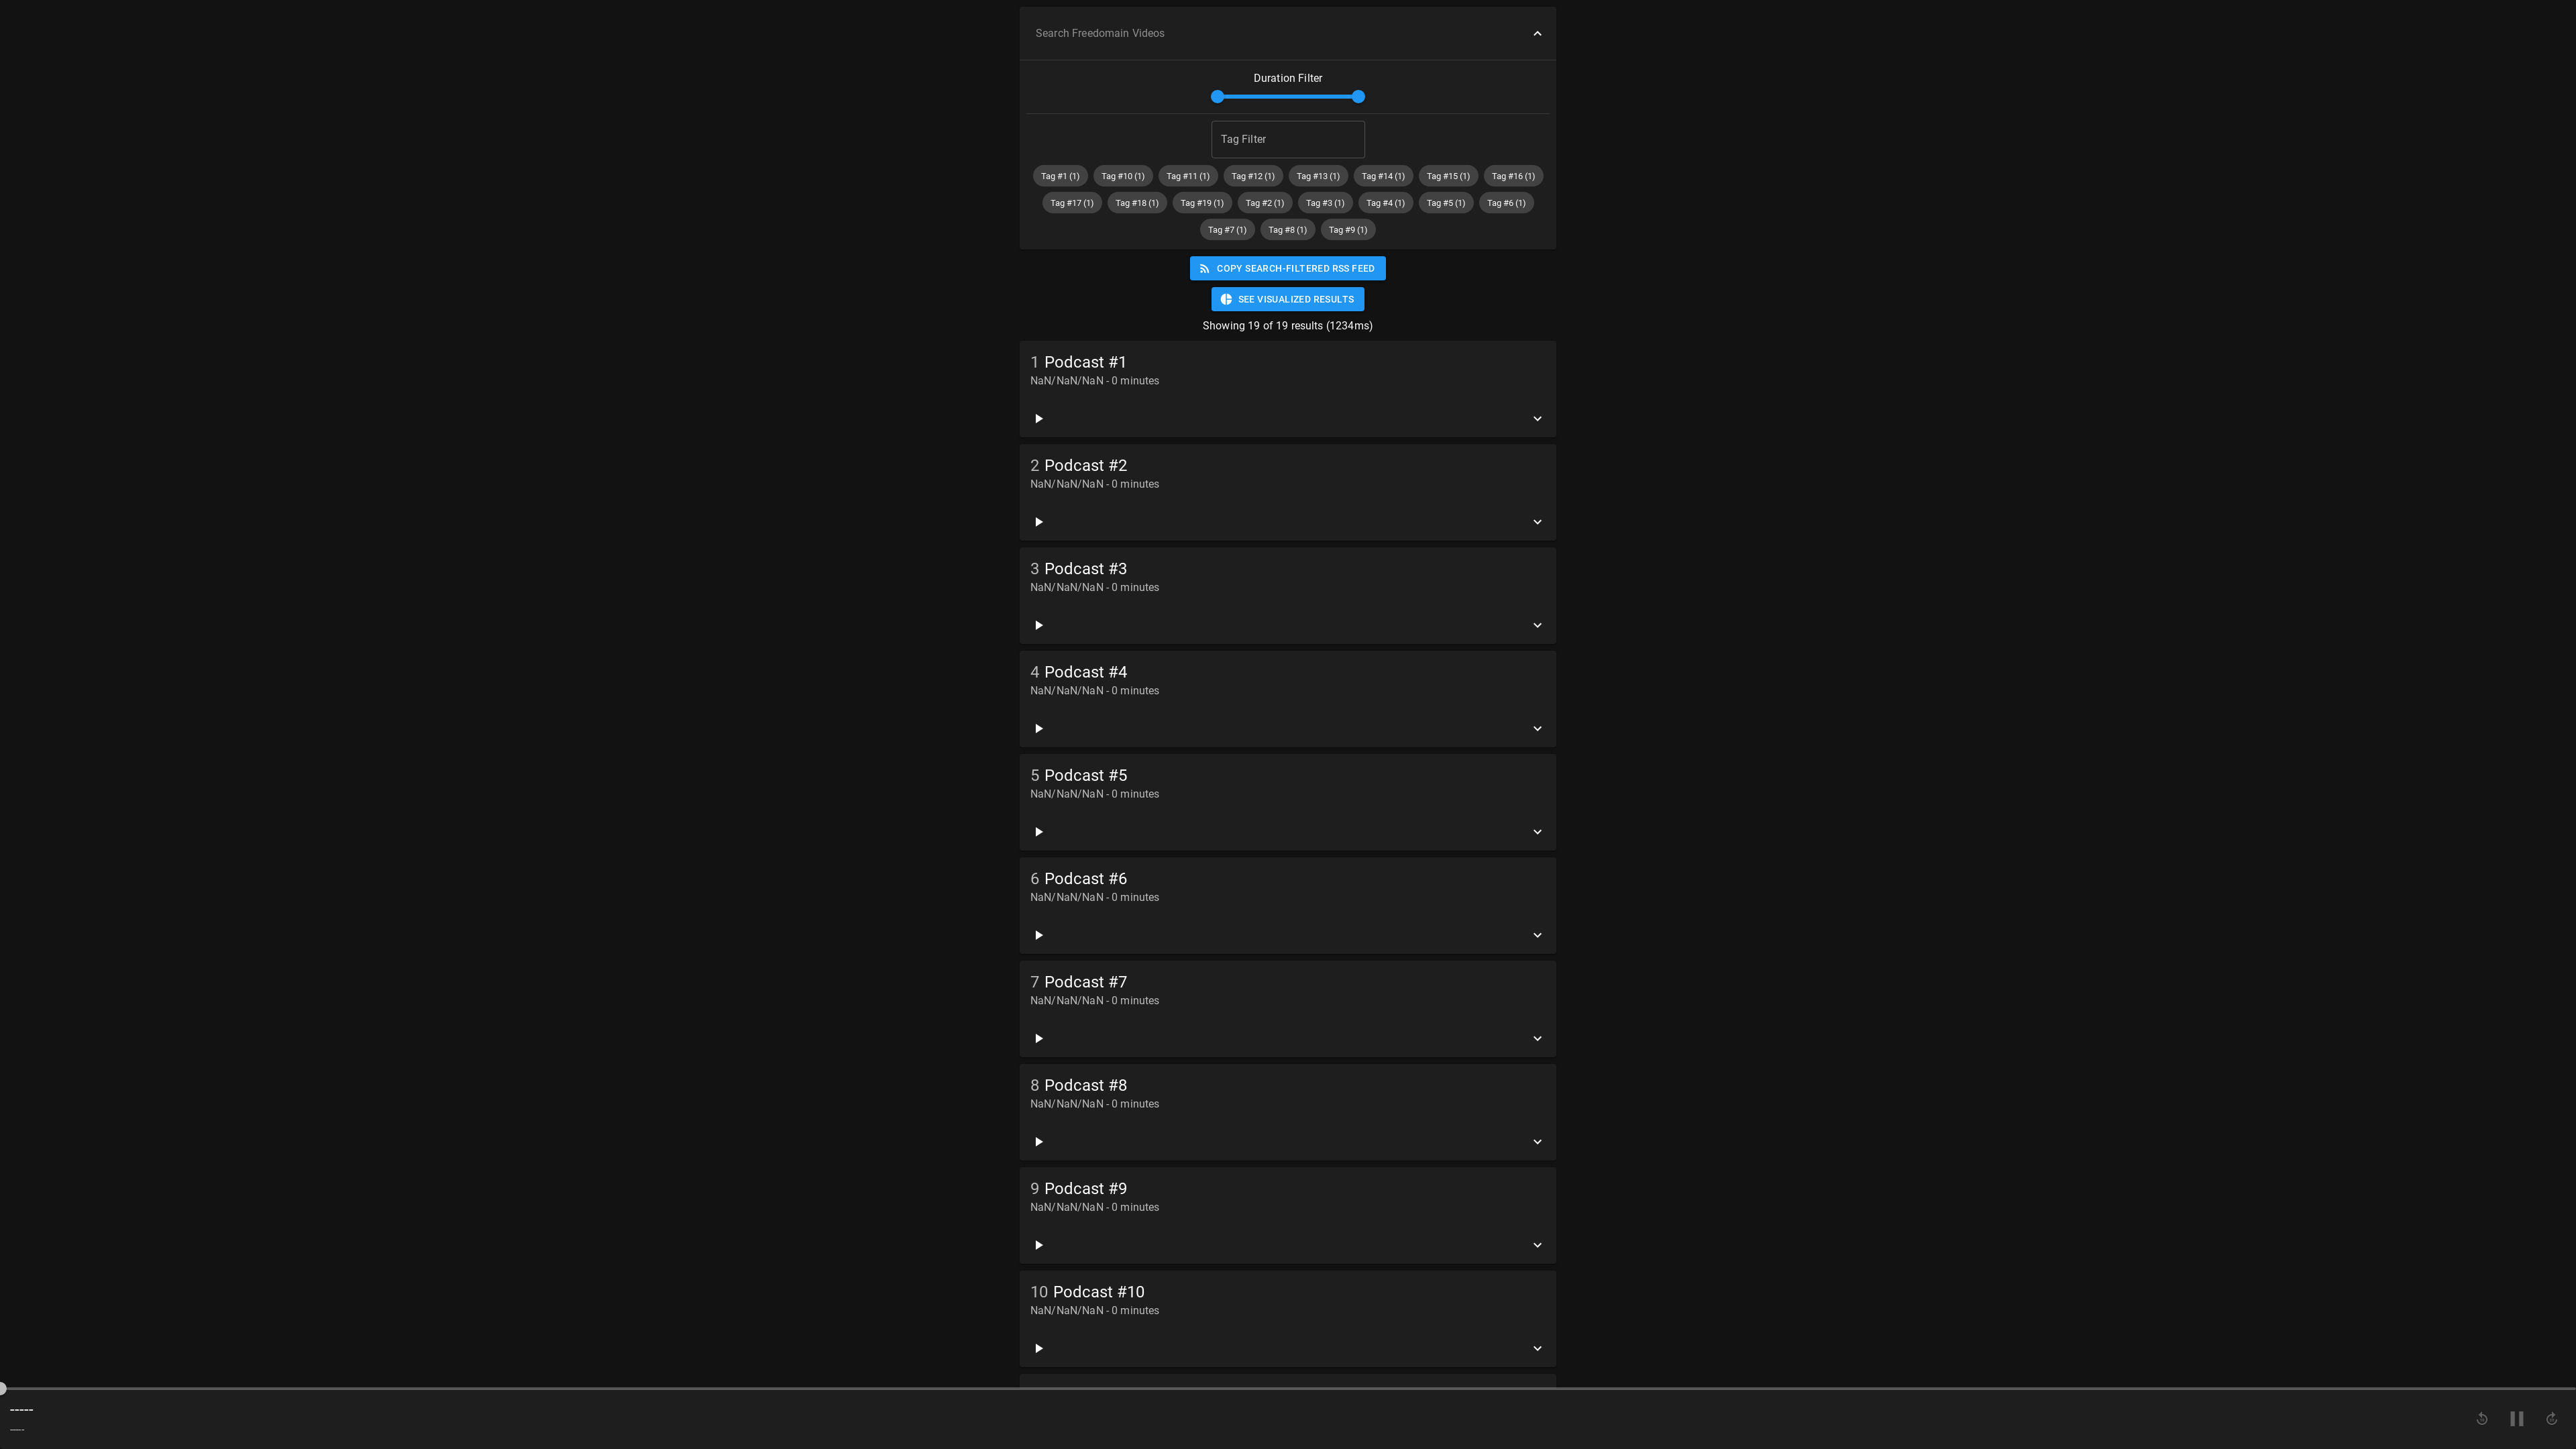 Search Freedomain Videos
Duration Filter
Tag Filter
Tag #1 (1) Tag #10 (1) Tag #11 (1) Tag #12 (1) Tag #13 (1) Tag #14 (1) Tag #15 (1) Tag #16 (1)
Tag #17 (1) Tag #18 (1) Tag #19 (1) Tag #2 (1) Tag #3 (1) Tag #4 (1) Tag #5 (1) Tag #6 (1)
Tag #7 (1) Tag #8 (1) Tag #9 (1)
COPY SEARCH-FILTERED RSS FEED
SEE VISUALIZED RESULTS
Showing 19 of 19 results (1234ms)
1 Podcast #1
NaN/NaN/NaN - 0 minutes
2 Podcast #2
NaN/NaN/NaN - 0 minutes
3 Podcast #3
NaN/NaN/NaN - 0 minutes
4 Podcast #4
NaN/NaN/NaN - 0 minutes
5 Podcast #5
NaN/NaN/NaN - 0 minutes
6 Podcast #6
NaN/NaN/NaN - 0 minutes
7 Podcast #7
NaN/NaN/NaN - 0 minutes
8 Podcast #8
NaN/NaN/NaN - 0 minutes
9 Podcast #9
NaN/NaN/NaN - 0 minutes
10 Podcast #10
NaN/NaN/NaN - 0 minutes
-----
----